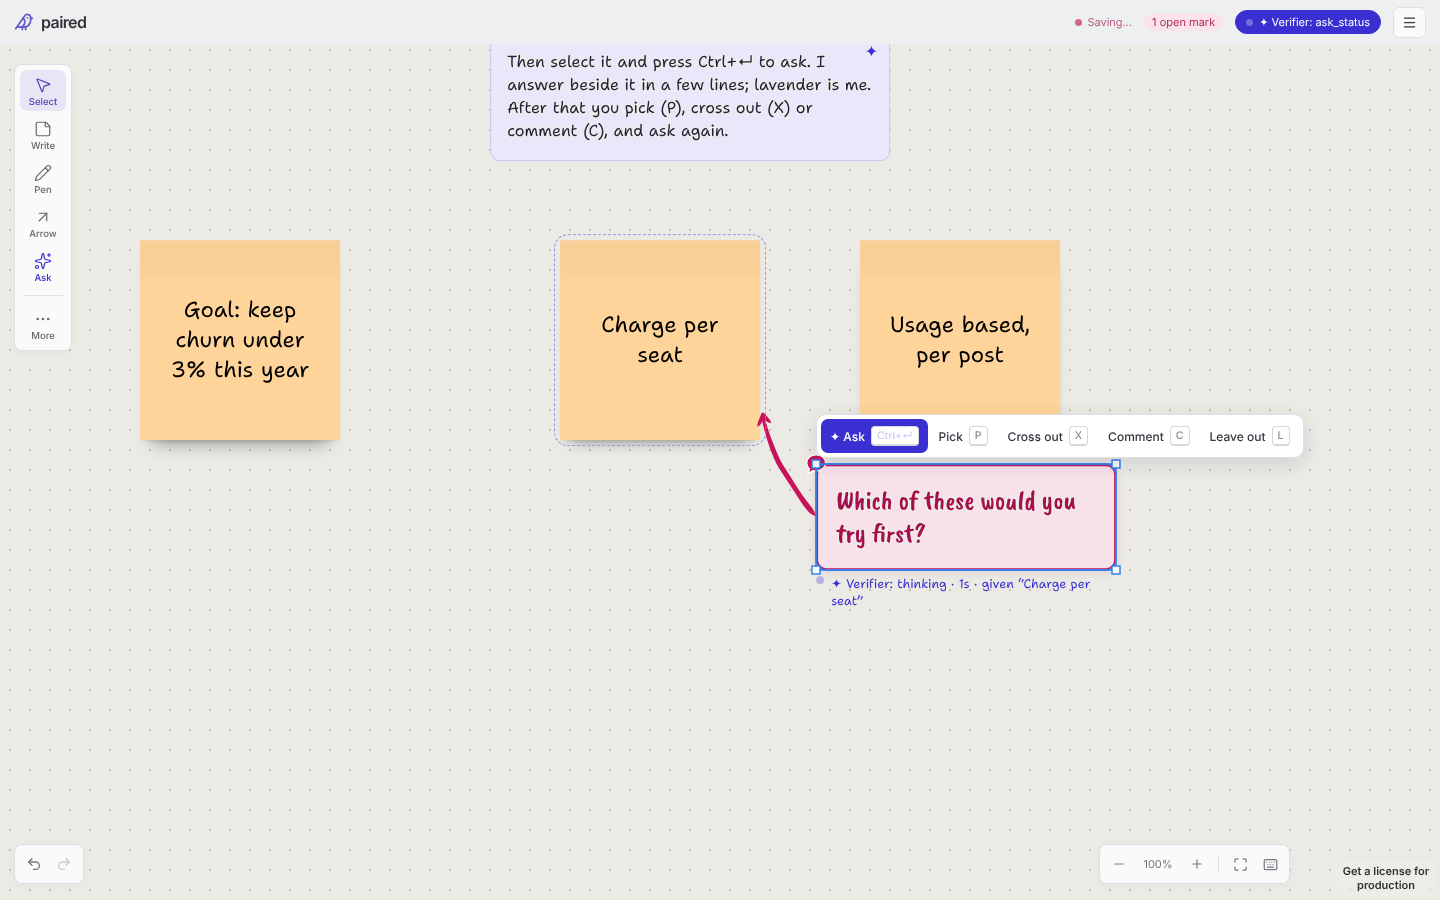 paired
Saving...
1 open mark
✦ Verifier: ask_status
Select
Write
Pen
Arrow
Ask
More
Then select it and press Ctrl+↵ to ask. I
answer beside it in a few lines; lavender is me.
After that you pick (P), cross out (X) or
comment (C), and ask again.
Goal: keep
churn under
3% this year
Charge per
seat
Usage based,
per post
✦ Ask Ctrl+↵ Pick P Cross out X Comment C Leave out L
Which of these would you
try first?
✦ Verifier: thinking · 1s · given “Charge per
seat”
100%
Get a license for
production